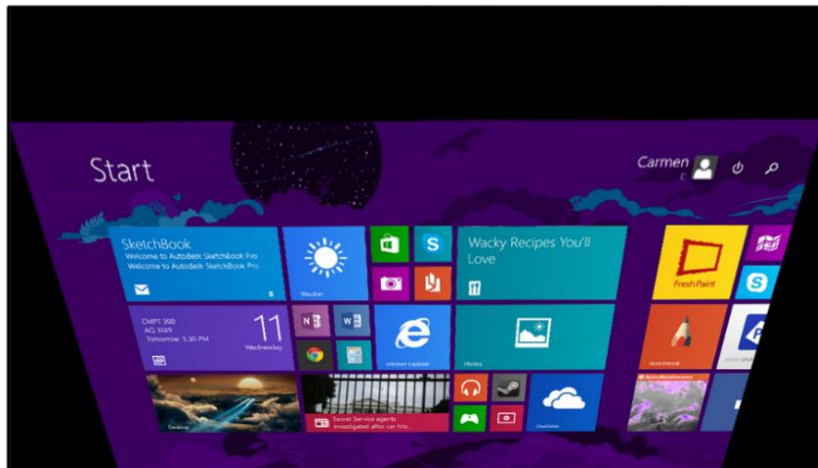 Start
Carmen
C
SketchBook
Welcome to Autodesk SketchBook Pro
Welcome to Autodesk SketchBook Pro
8
Weather
Wacky Recipes You'll
Love
Fresh Paint
CMPT 300
AQ 3149
Tomorrow: 5:30 PM
11
Wednesday
Internet Explorer
Photos
SketchBook
Desktop
Secret Service agents
investigated after car hits...
OneDrive